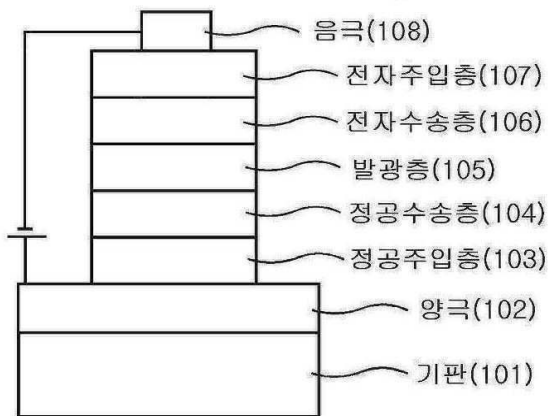 음극(108)
전자주입층(107)
전자수송층(106)
발광층(105)
정공수송층(104)
정공주입층(103)
양극(102)
기판(101)